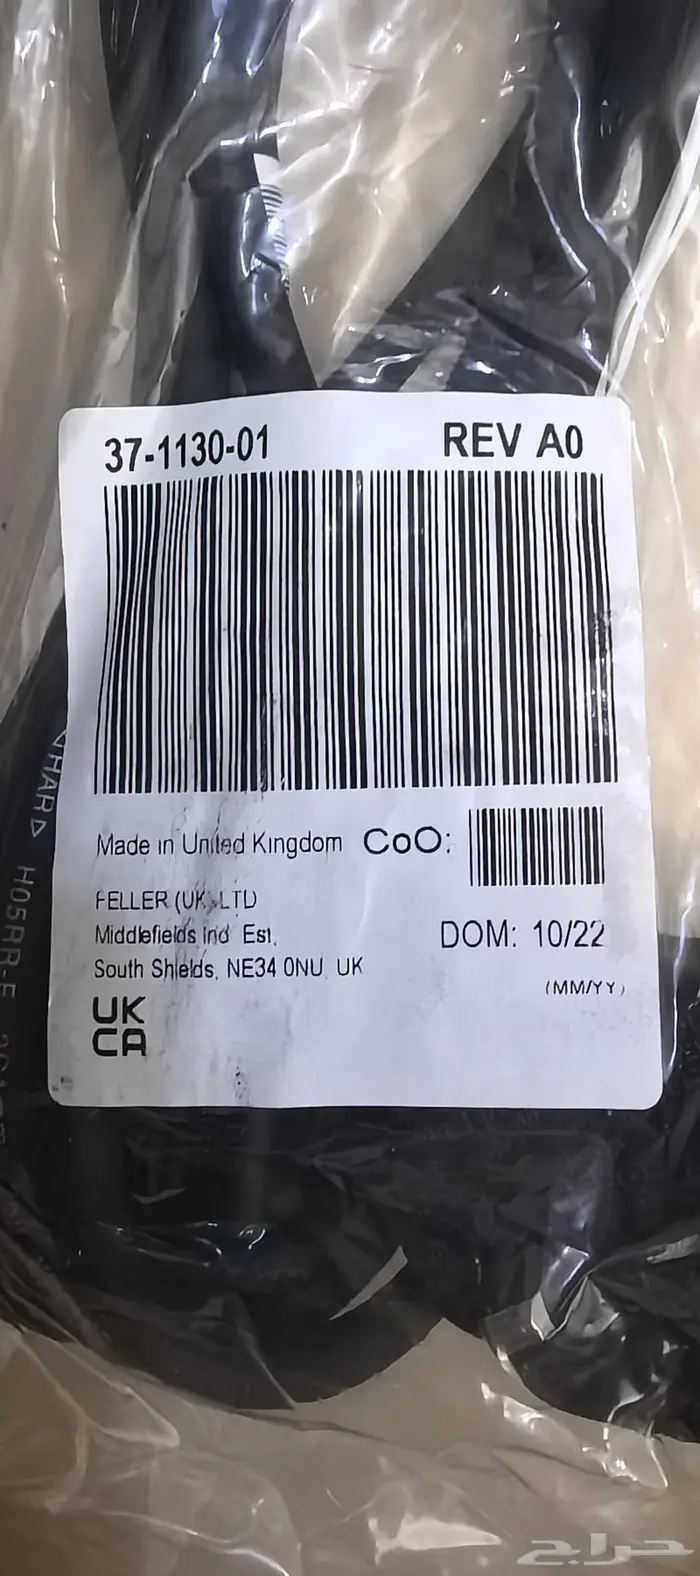 37-1130-01 REV A0
Made in United Kingdom CoO:
FELLER (UK) LTD
Middlefields Ind Est,
South Shields, NE34 0NU UK
DOM: 10/22
(MM/YY)
UK
CA
<HAR> H05RR-F
حراج